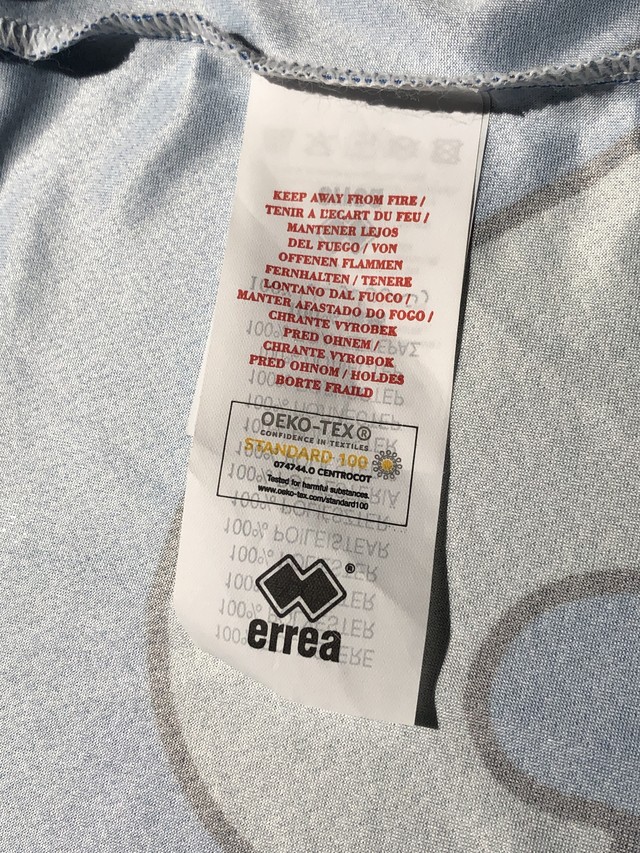 KEEP AWAY FROM FIRE /
TENIR A L'ECART DU FEU /
MANTENER LEJOS
DEL FUEGO / VON
OFFENEN FLAMMEN
FERNHALTEN / TENERE
LONTANO DAL FUOCO /
MANTER AFASTADO DO FOGO /
CHRANTE VYROBEK
PRED OHNEM /
CHRANTE VYROBOK
PRED OHNOM / HOLDES
BORTE FRAILD
OEKO-TEX®
CONFIDENCE IN TEXTILES
STANDARD 100
074744.O CENTROCOT
Tested for harmful substances.
www.oeko-tex.com/standard100
100% POILEISTEAR
®
errea